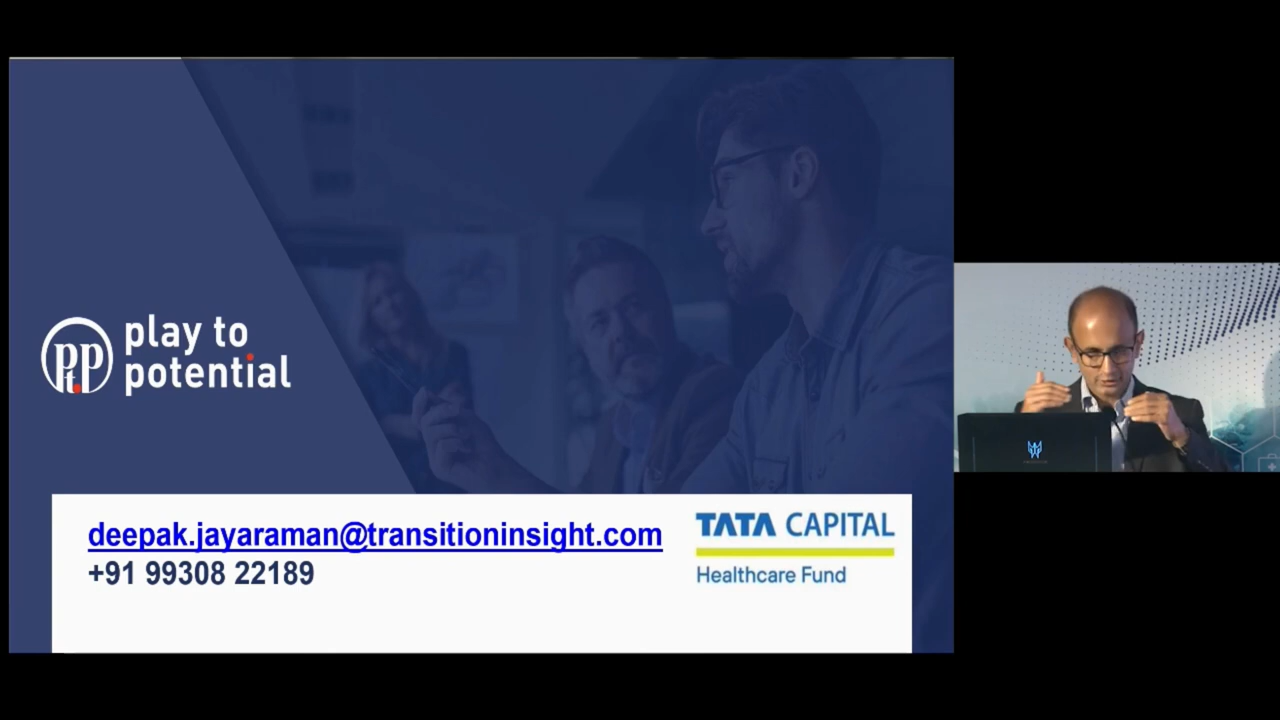 play to
potential
deepak.jayaraman@transitioninsight.com
+91 99308 22189
TATA CAPITAL
Healthcare Fund